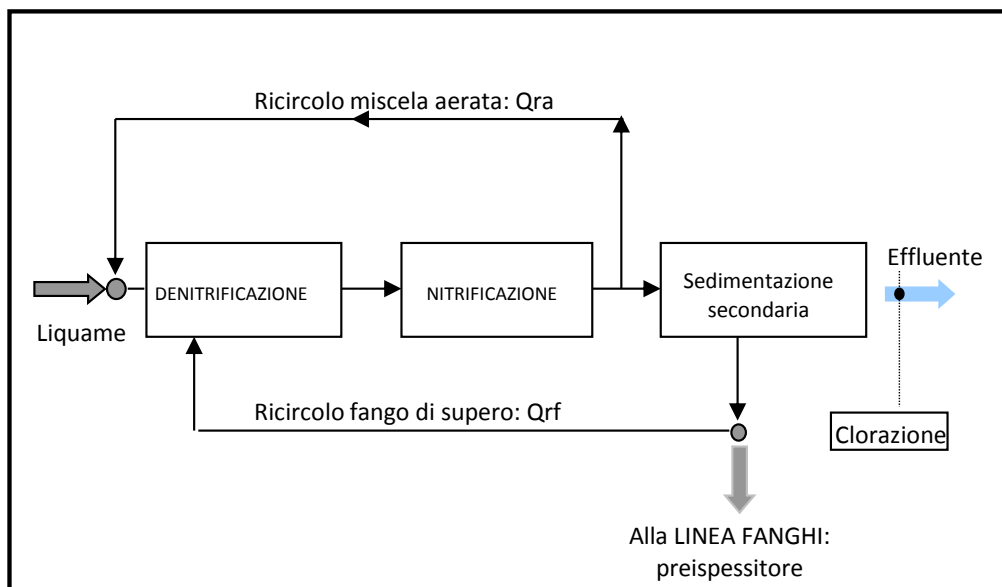 Ricircolo miscela aerata: Qra
Effluente
DENITRIFICAZIONE
NITRIFICAZIONE
Sedimentazione
secondaria
Liquame
Ricircolo fango di supero: Qrf
Clorazione
Alla LINEA FANGHI:
preispessitore